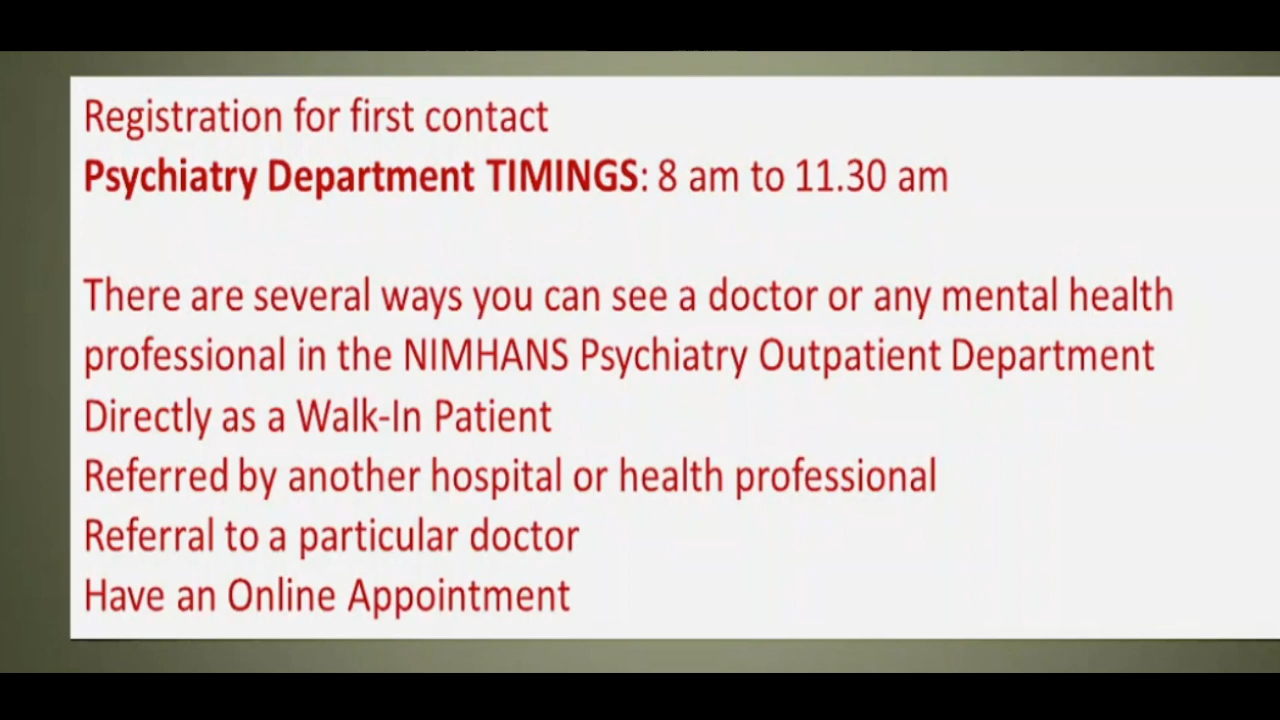 Registration for first contact
Psychiatry Department TIMINGS: 8 am to 11.30 am
There are several ways you can see a doctor or any mental health
professional in the NIMHANS Psychiatry Outpatient Department
Directly as a Walk-In Patient
Referred by another hospital or health professional
Referral to a particular doctor
Have an Online Appointment